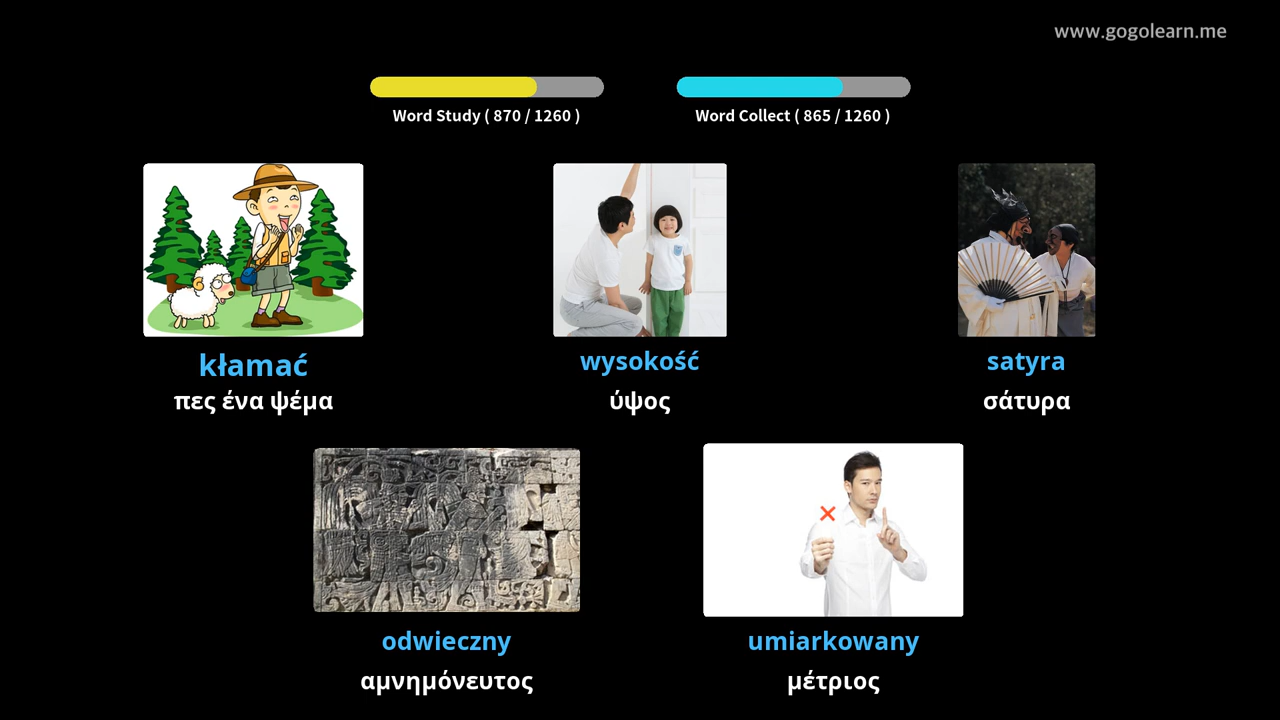 www.gogolearn.me
Word Study ( 870 / 1260 )
Word Collect ( 865 / 1260 )
kłamać
πες ένα ψέμα
wysokość
ύψος
satyra
σάτυρα
odwieczny
αμνημόνευτος
umiarkowany
μέτριος